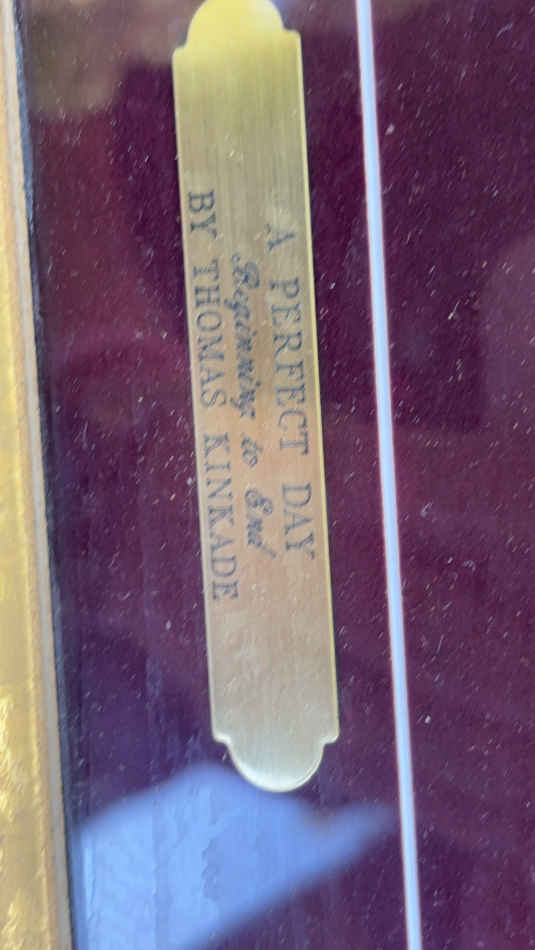 A PERFECT DAY
Beginning to End
BY THOMAS KINKADE